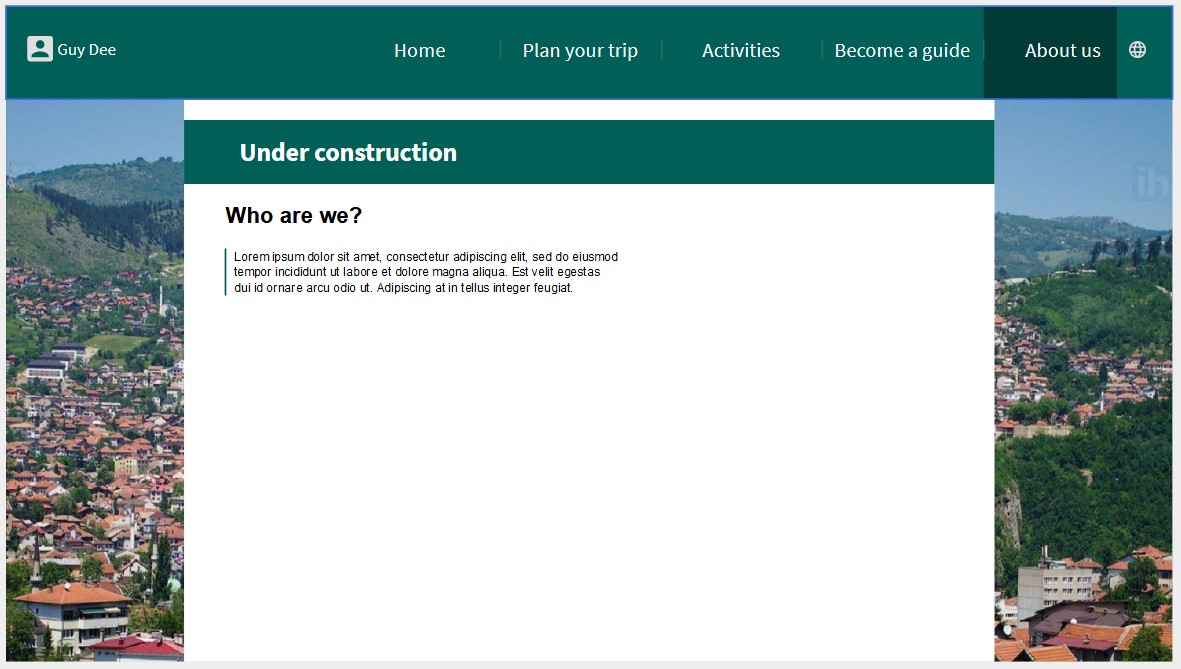 Guy Dee
Home
Plan your trip
Activities
Become a guide
About us
Under construction
ih
Who are we?
Lorem ipsum dolor sit amet, consectetur adipiscing elit, sed do eiusmod
tempor incididunt ut labore et dolore magna aliqua. Est velit egestas
dui id ornare arcu odio ut. Adipiscing at in tellus integer feugiat.